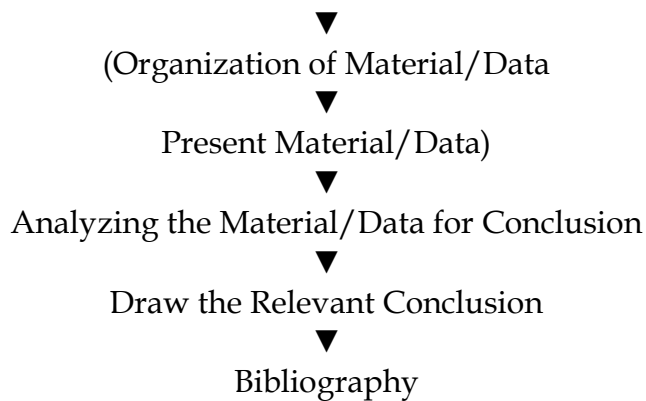 ▼
(Organization of Material/Data
▼
Present Material/Data)
▼
Analyzing the Material/Data for Conclusion
▼
Draw the Relevant Conclusion
▼
Bibliography